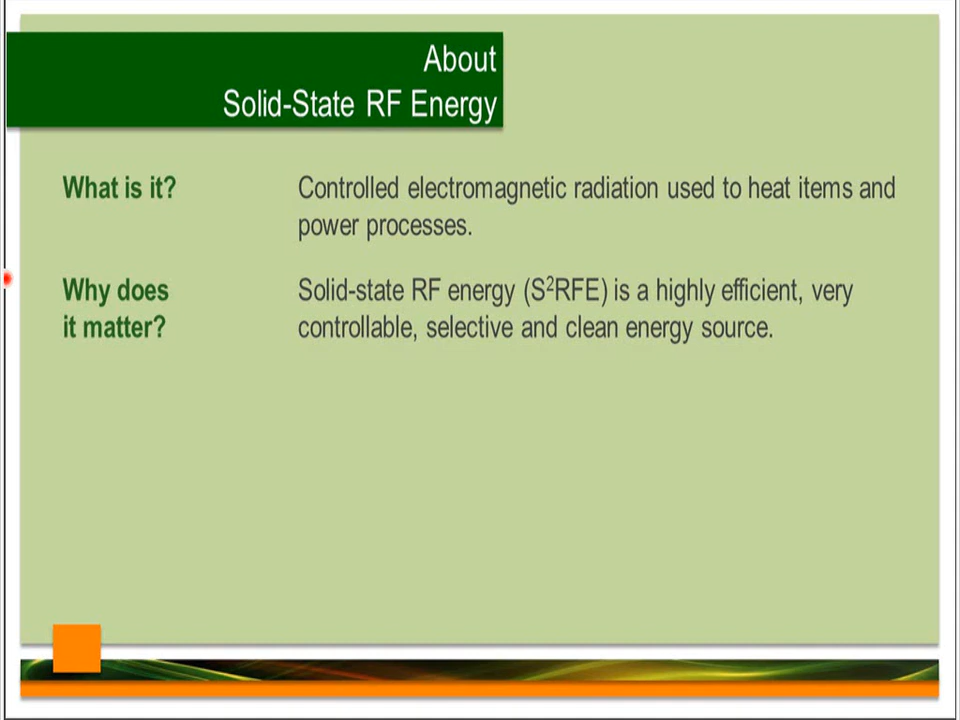 About
Solid-State RF Energy
What is it?
Controlled electromagnetic radiation used to heat items and
power processes.
Why does
it matter?
Solid-state RF energy (S²RFE) is a highly efficient, very
controllable, selective and clean energy source.